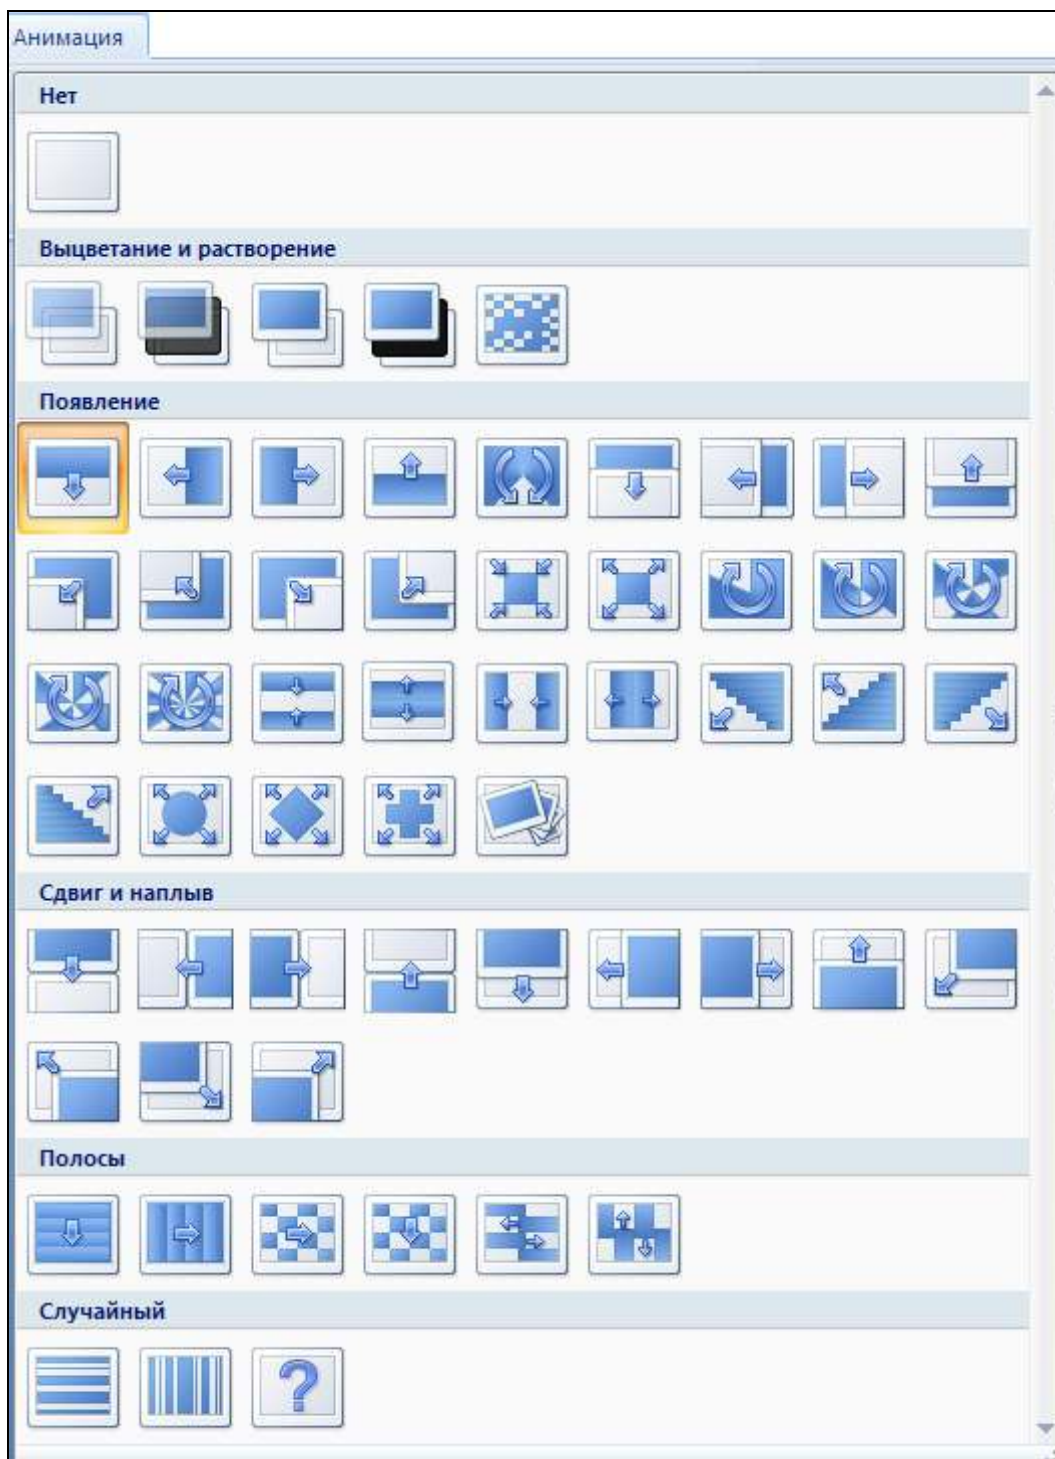 Анимация
Нет
Выцветание и растворение
Появление
Сдвиг и наплыв
Полосы
Случайный
?